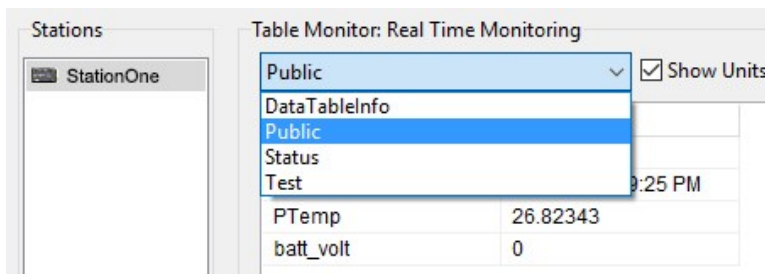 Stations
StationOne
Table Monitor: Real Time Monitoring
Public
Show Units
DataTableInfo
Public
Status
Test
:25 PM
PTemp 26.82343
batt_volt 0